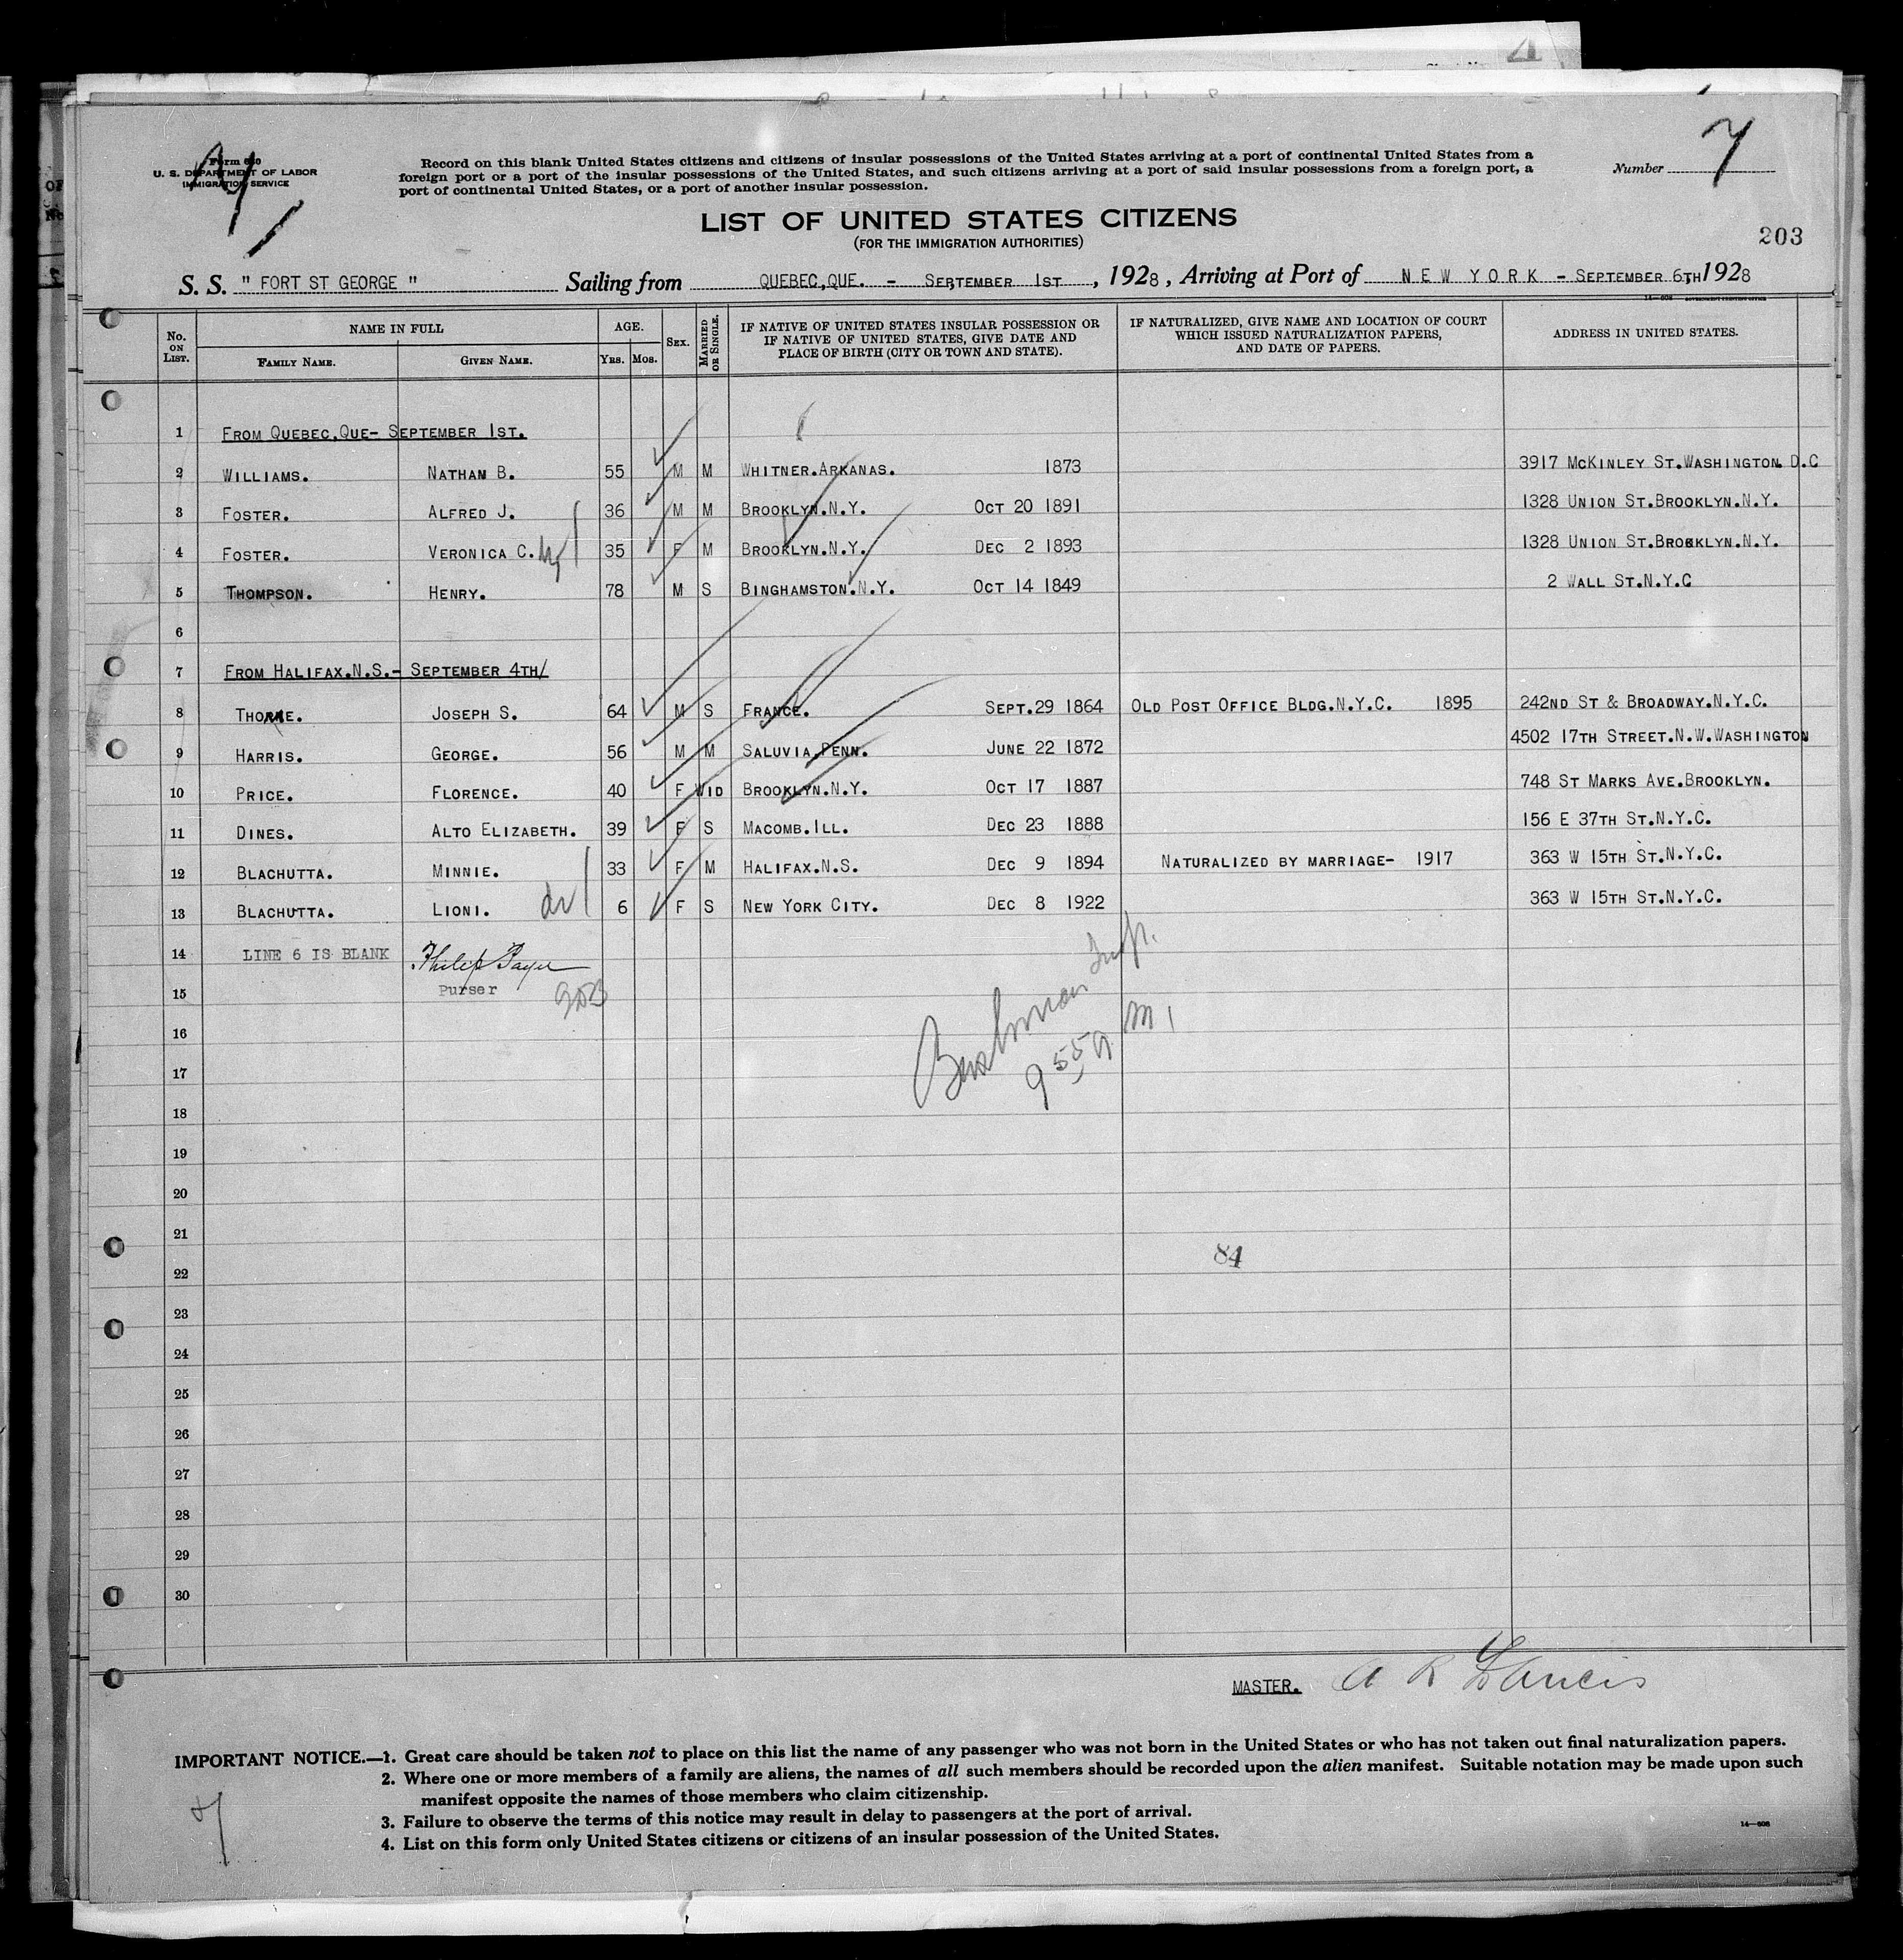 Form 630
U. S. DEPARTMENT OF LABOR
IMMIGRATION SERVICE
Record on this blank United States citizens and citizens of insular possessions of the United States arriving at a port of continental United States from a
foreign port or a port of the insular possessions of the United States, and such citizens arriving at a port of said insular possessions from a foreign port, a
port of continental United States, or a port of another insular possession.
Number 7
LIST OF UNITED STATES CITIZENS
(FOR THE IMMIGRATION AUTHORITIES)
203
S. S. " FORT ST GEORGE " Sailing from QUEBEC,QUE. - SEPTEMBER 1ST , 1928, Arriving at Port of NEW YORK - SEPTEMBER 6TH 1928
No. ON LIST. NAME IN FULL FAMILY NAME. GIVEN NAME. AGE. YRS. MOS. SEX. MARRIED OR SINGLE. IF NATIVE OF UNITED STATES INSULAR POSSESSION OR IF NATIVE OF UNITED STATES, GIVE DATE AND PLACE OF BIRTH (CITY OR TOWN AND STATE). IF NATURALIZED, GIVE NAME AND LOCATION OF COURT WHICH ISSUED NATURALIZATION PAPERS, AND DATE OF PAPERS. ADDRESS IN UNITED STATES.
1 FROM QUEBEC,QUE- SEPTEMBER 1ST.
2 WILLIAMS. NATHAN B. 55 M M WHITNER.ARKANAS. 1873 3917 MCKINLEY ST.WASHINGTON. D.C
3 FOSTER. ALFRED J. 36 M M BROOKLYN.N.Y. OCT 20 1891 1328 UNION ST.BROOKLYN.N.Y.
4 FOSTER. VERONICA C. 35 F M BROOKLYN.N.Y. DEC 2 1893 1328 UNION ST.BROOKLYN.N.Y.
5 THOMPSON. HENRY. 78 M S BINGHAMSTON.N.Y. OCT 14 1849 2 WALL ST.N.Y.C
6
7 FROM HALIFAX.N.S.- SEPTEMBER 4TH/
8 JOSEPH S. 64 M S FRANCE. SEPT.29 1864 OLD POST OFFICE BLDG.N.Y.C. 1895 242ND ST & BROADWAY.N.Y.C.
9 HARRIS. GEORGE. 56 M M SALUVIA,PENN. JUNE 22 1872 4502 17TH STREET.N.W.WASHINGTON
10 PRICE. FLORENCE. 40 F WID BROOKLYN.N.Y. OCT 17 1887 748 ST MARKS AVE.BROOKLYN.
11 DINES. ALTO ELIZABETH. 39 F S MACOMB.ILL. DEC 23 1888 156 E 37TH ST.N.Y.C.
12 BLACHUTTA. MINNIE. 33 F M HALIFAX.N.S. DEC 9 1894 NATURALIZED BY MARRIAGE- 1917 363 W 15TH ST.N.Y.C.
13 BLACHUTTA. LIONI. 6 F S NEW YORK CITY. DEC 8 1922 363 W 15TH ST.N.Y.C.
14 LINE 6 IS BLANK Philip
15 Purser
Insp.
16
9 55 a m
17
18
19
20
21
84
22
23
24
25
26
27
28
29
30
MASTER. A R Francis
IMPORTANT NOTICE.—1. Great care should be taken not to place on this list the name of any passenger who was not born in the United States or who has not taken out final naturalization papers.
2. Where one or more members of a family are aliens, the names of all such members should be recorded upon the alien manifest. Suitable notation may be made upon such
manifest opposite the names of those members who claim citizenship.
3. Failure to observe the terms of this notice may result in delay to passengers at the port of arrival.
4. List on this form only United States citizens or citizens of an insular possession of the United States.
14—608
7